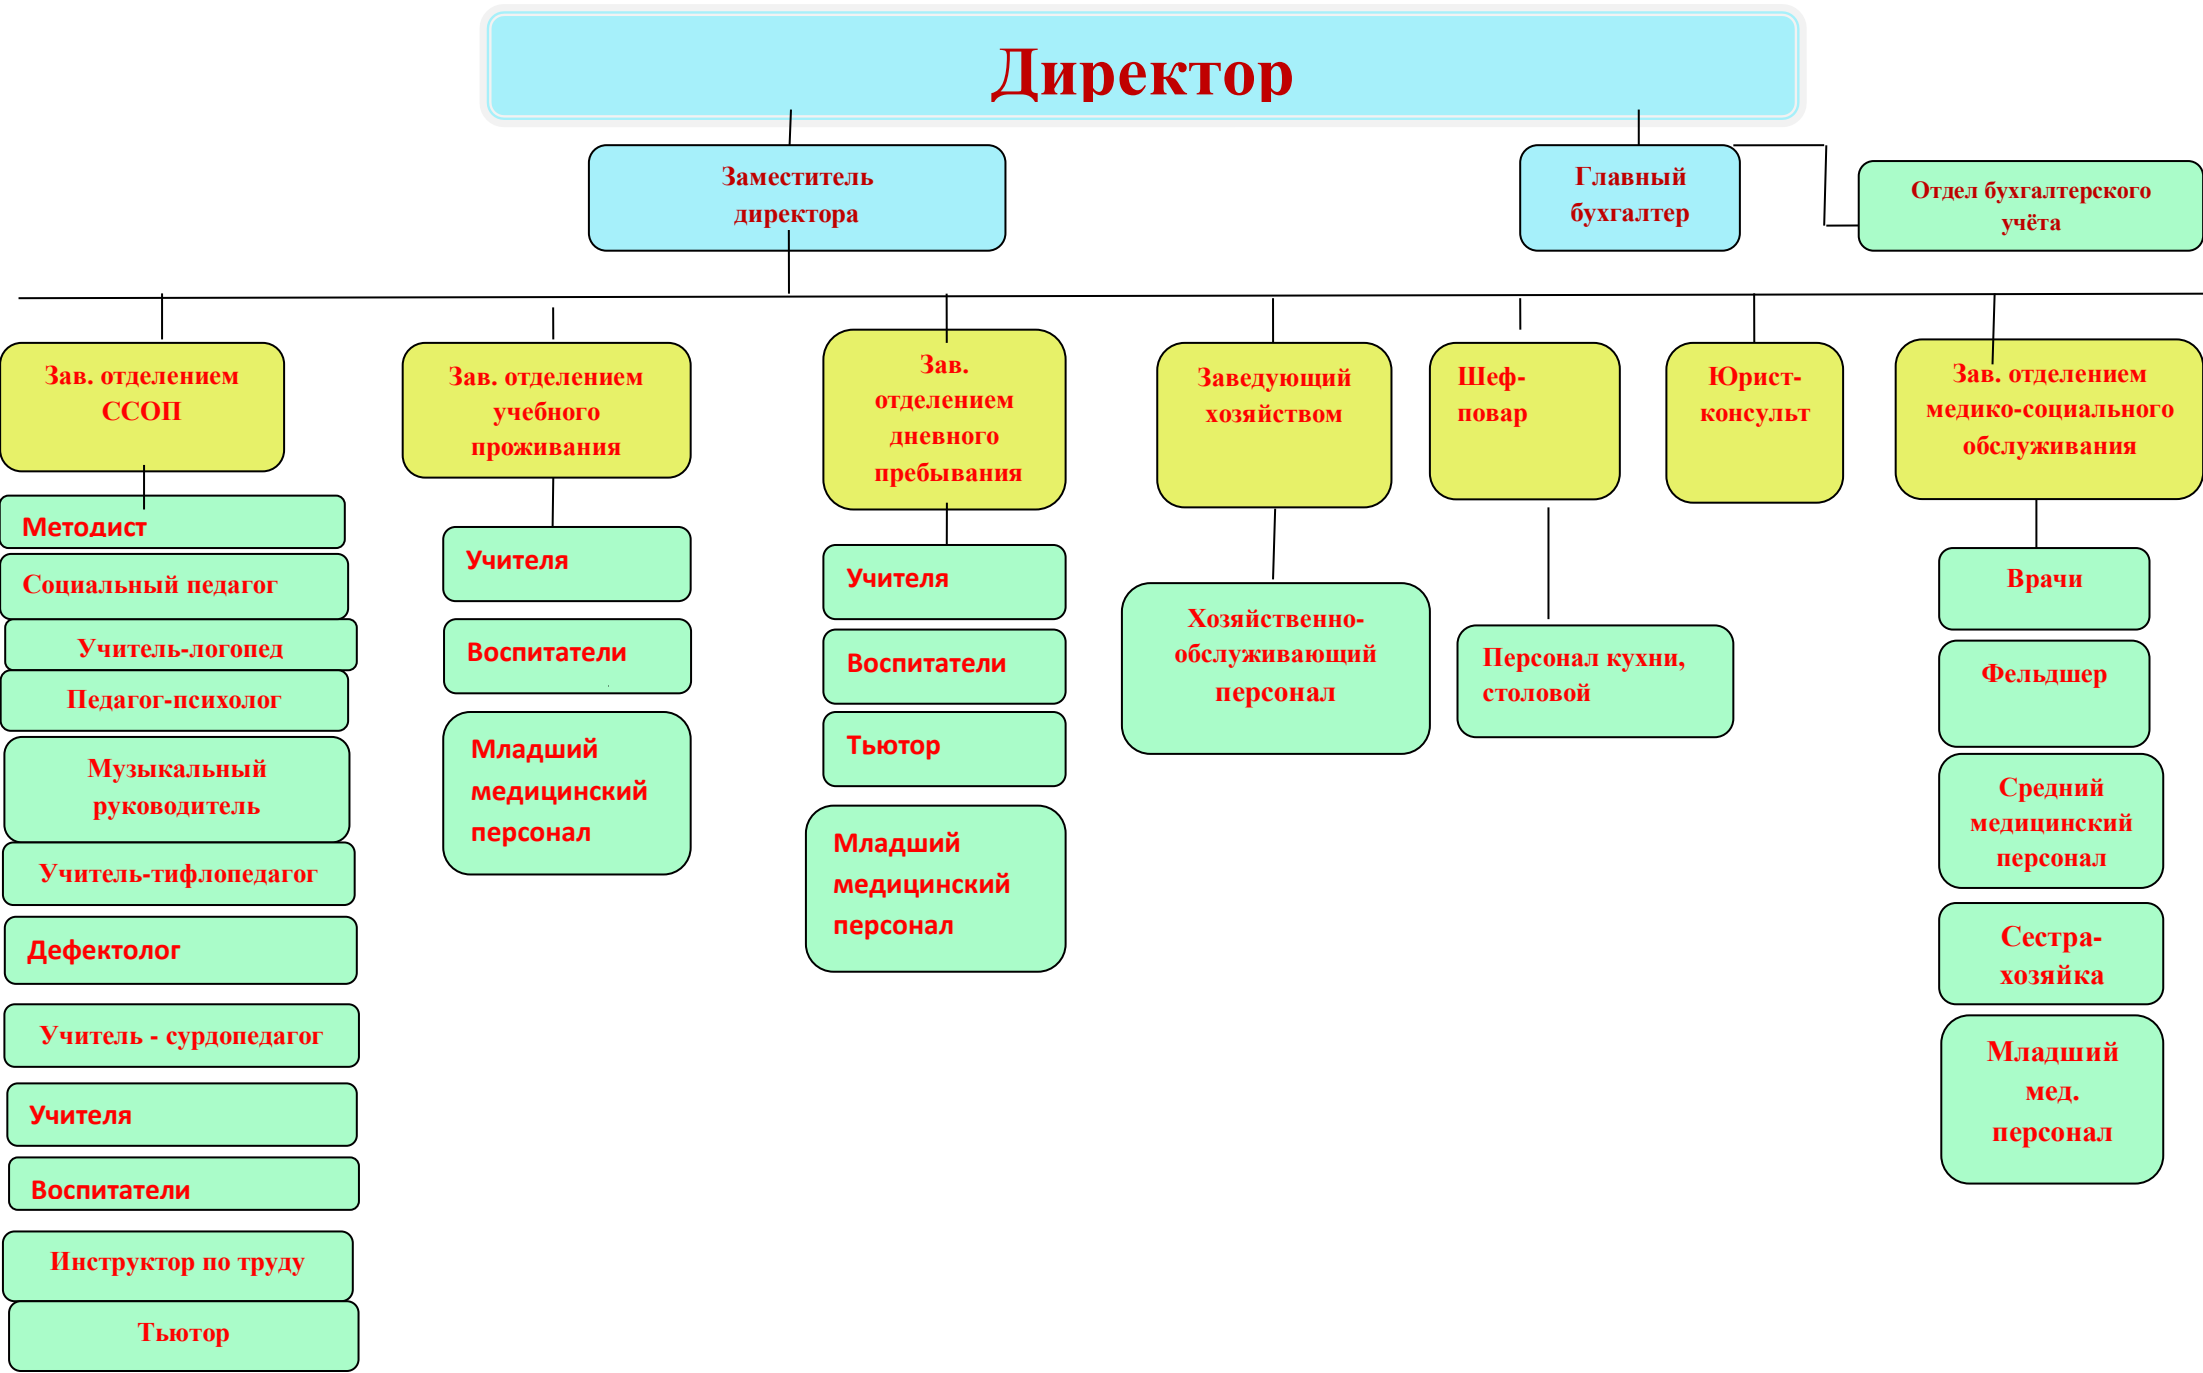 Директор
Заместитель
директора
Главный
бухгалтер
Отдел бухгалтерского
учёта
Зав. отделением
ССОП
Методист
Социальный педагог
Учитель-логопед
Педагог-психолог
Музыкальный
руководитель
Учитель-тифлопедагог
Дефектолог
Учитель - сурдопедагог
Учителя
Воспитатели
Инструктор по труду
Тьютор
Зав. отделением
учебного
проживания
Учителя
Воспитатели
Младший
медицинский
персонал
Зав.
отделением
дневного
пребывания
Учителя
Воспитатели
Тьютор
Младший
медицинский
персонал
Заведующий
хозяйством
Хозяйственно-
обслуживающий
персонал
Шеф-
повар
Персонал кухни,
столовой
Юрист-
консульт
Зав. отделением
медико-социального
обслуживания
Врачи
Фельдшер
Средний
медицинский
персонал
Сестра-
хозяйка
Младший
мед.
персонал